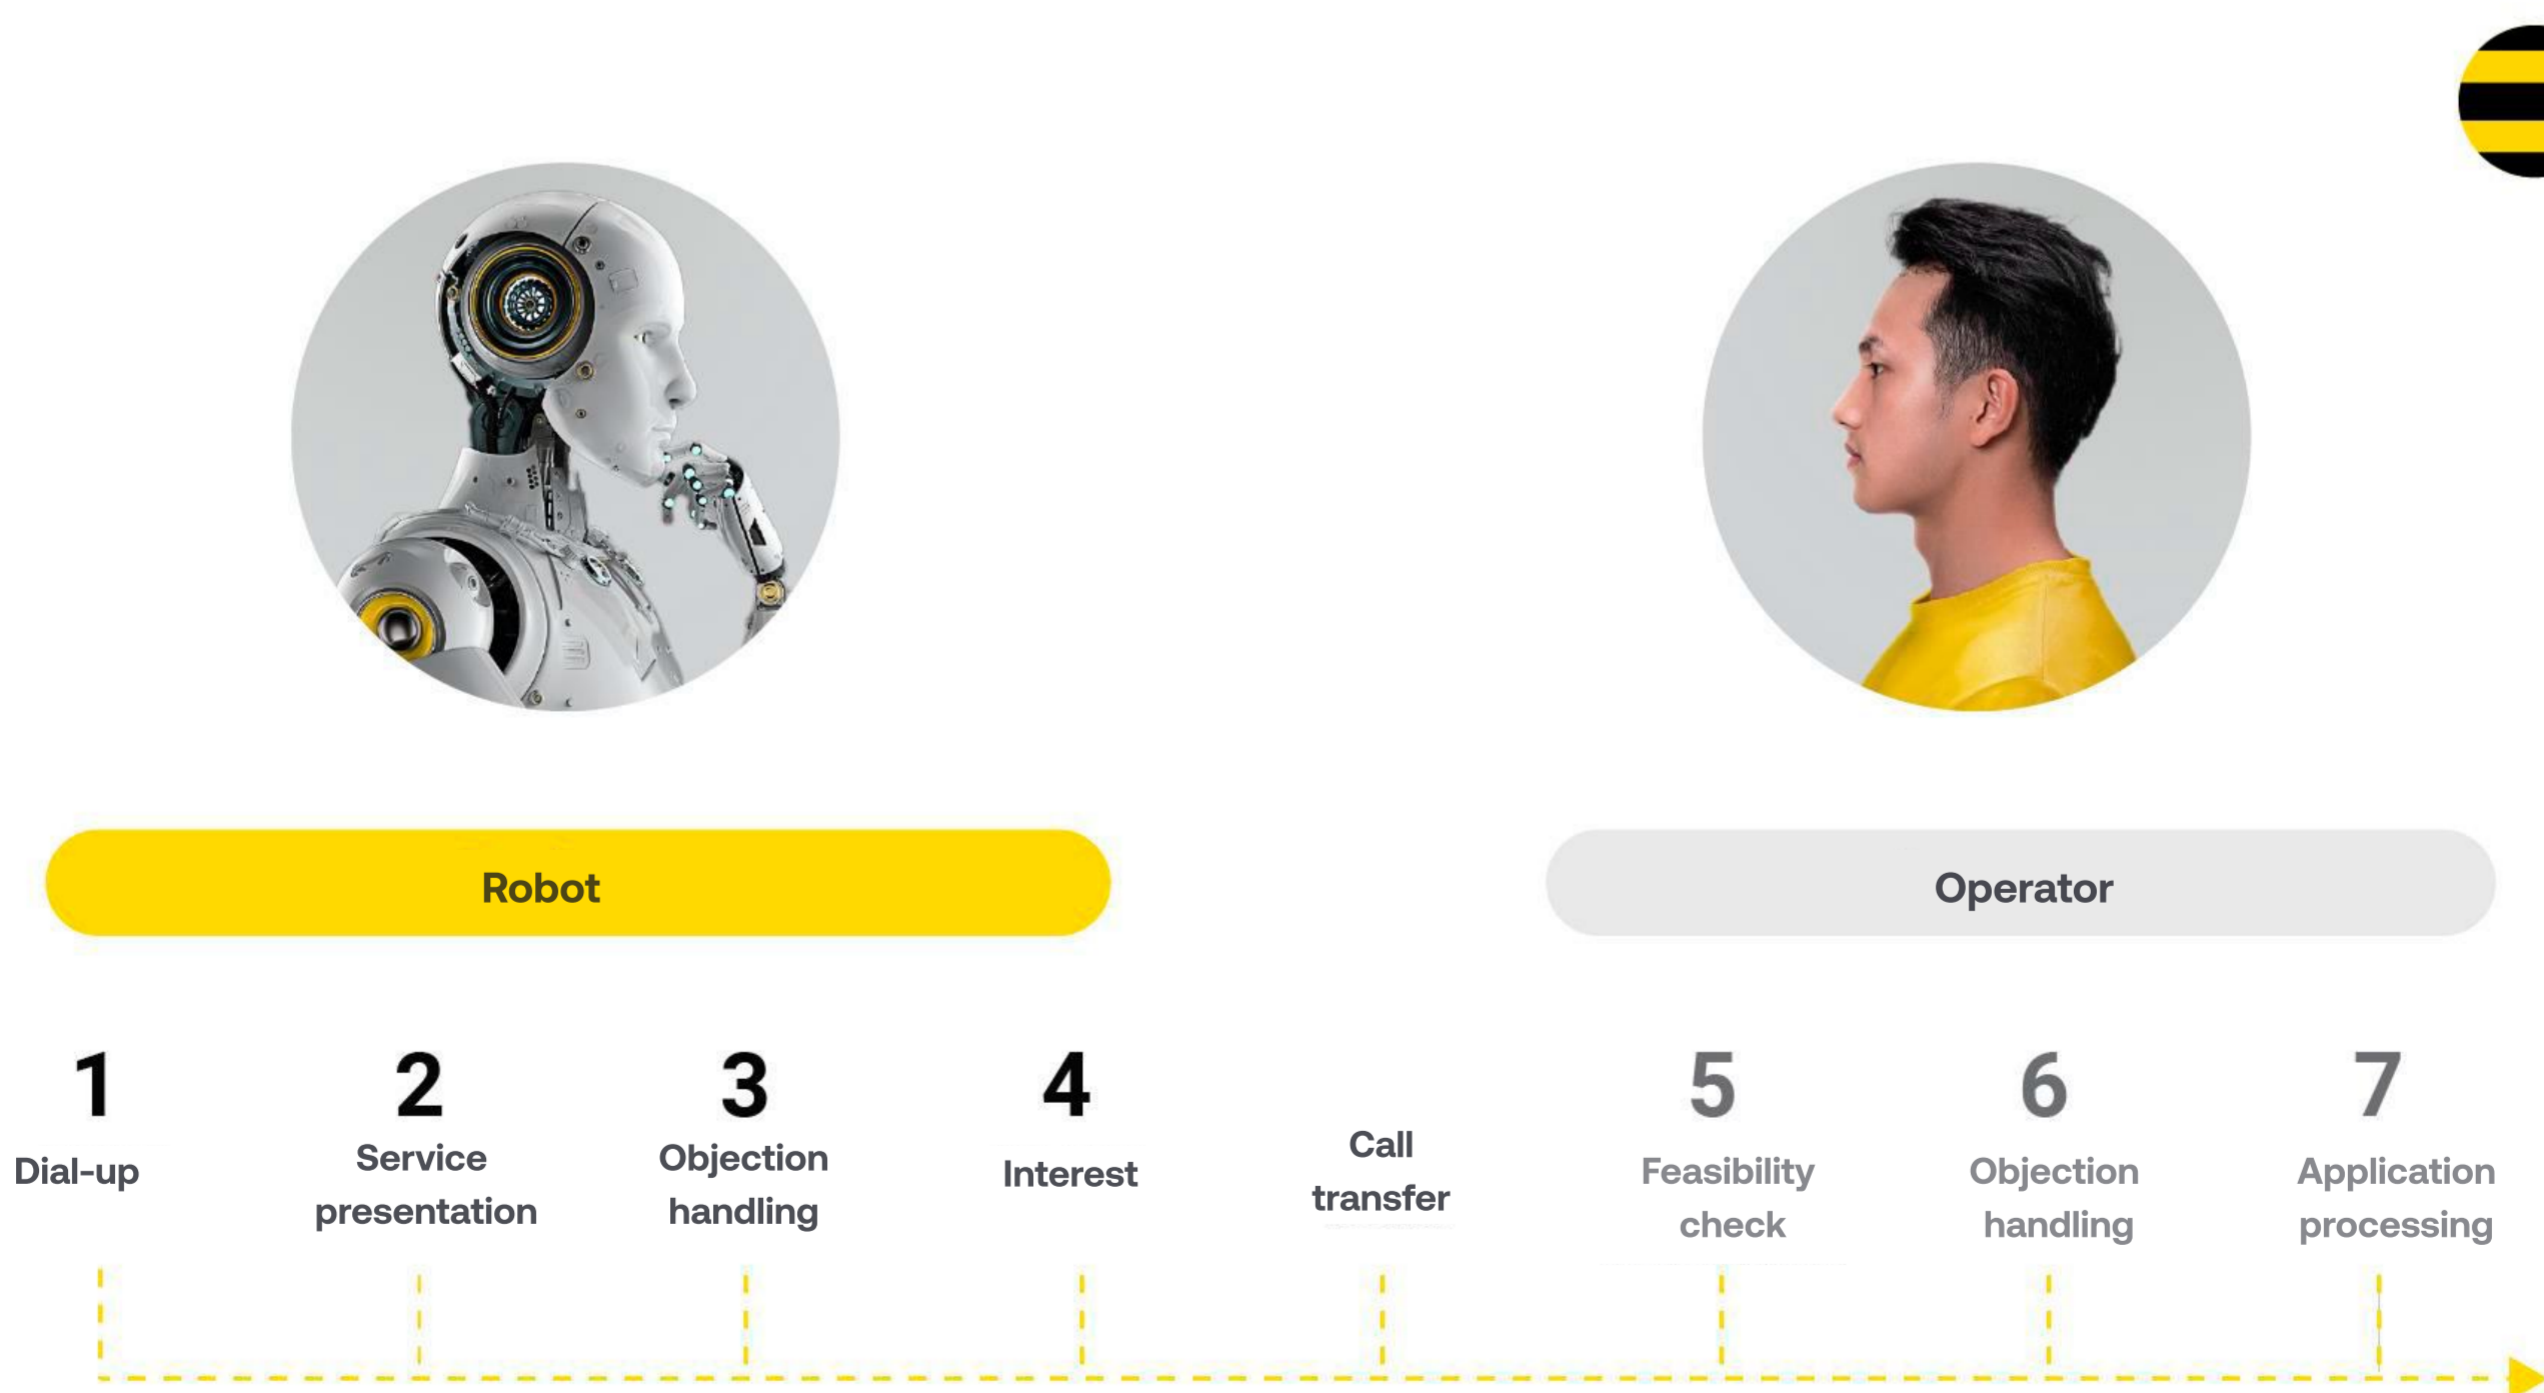 Robot
Operator
1
2
3
4
5
6
7
Dial-up
Service
presentation
Objection
handling
Interest
Call
transfer
Feasibility
check
Objection
handling
Application
processing